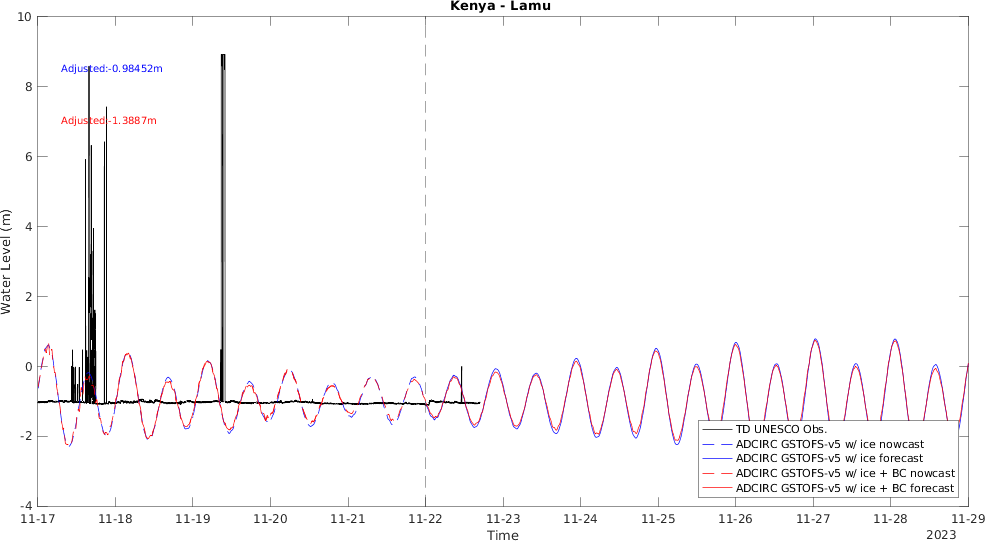 Kenya - Lamu
10
8
6
4
2
0
-2
-4
Water Level (m)
Adjusted:-0.98452m
Adjusted:-1.3887m
TD UNESCO Obs.
ADCIRC GSTOFS-v5 w/ ice nowcast
ADCIRC GSTOFS-v5 w/ ice forecast
ADCIRC GSTOFS-v5 w/ ice + BC nowcast
ADCIRC GSTOFS-v5 w/ ice + BC forecast
11-17 11-18 11-19 11-20 11-21 11-22 11-23 11-24 11-25 11-26 11-27 11-28 11-29
Time
2023